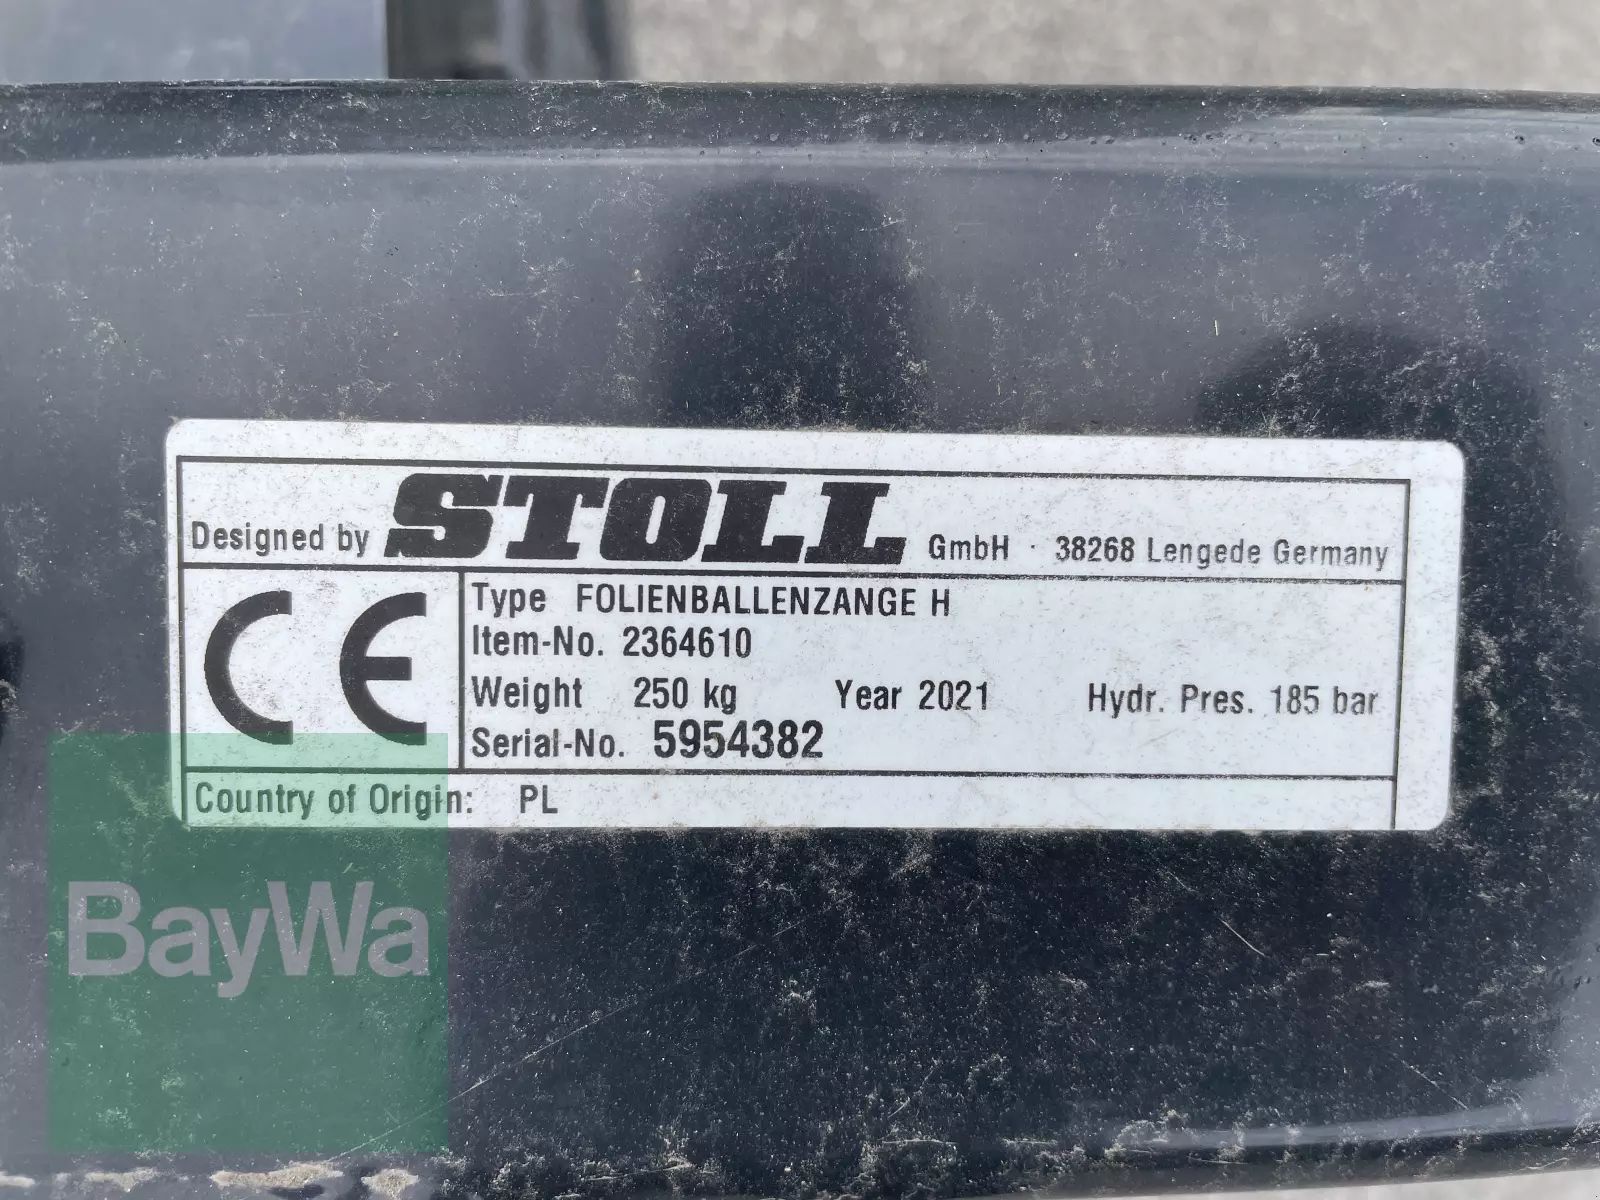 Designed by STOLL GmbH · 38268 Lengede Germany
CE
Type FOLIENBALLENZANGE H
Item-No. 2364610
Weight 250 kg Year 2021 Hydr. Pres. 185 bar
Serial-No. 5954382
Country of Origin: PL
BayWa